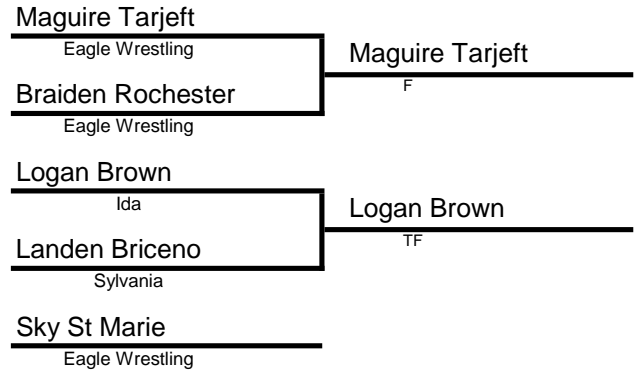 Maguire Tarjeft
Eagle Wrestling
Maguire Tarjeft
F
Braiden Rochester
Eagle Wrestling
Logan Brown
Ida
Logan Brown
TF
Landen Briceno
Sylvania
Sky St Marie
Eagle Wrestling